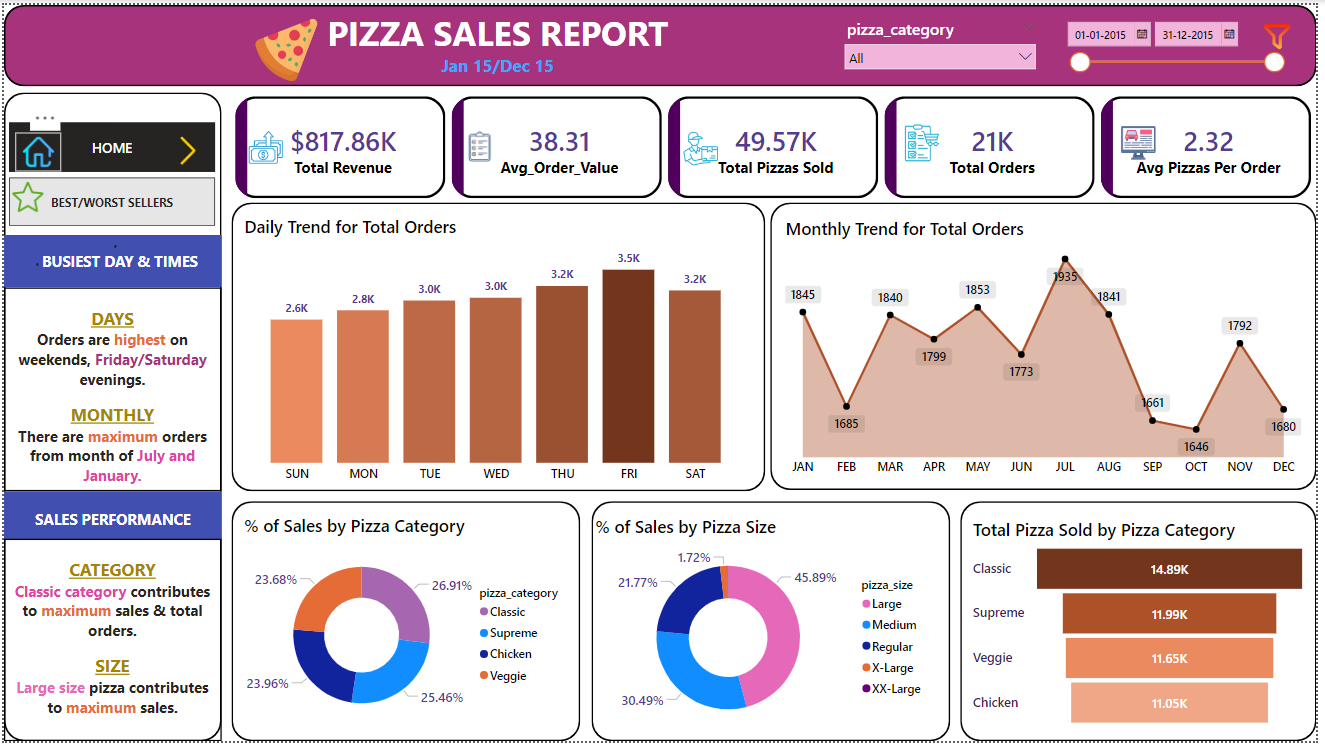 PIZZA SALES REPORT
Jan 15/Dec 15
pizza_category
All
01-01-2015
31-12-2015
HOME
BEST/WORST SELLERS
BUSIEST DAY & TIMES
DAYS
Orders are highest on
weekends, Friday/Saturday
evenings.
MONTHLY
There are maximum orders
from month of July and
January.
SALES PERFORMANCE
CATEGORY
Classic category contributes
to maximum sales & total
orders.
SIZE
Large size pizza contributes
to maximum sales.
$817.86K
Total Revenue
38.31
Avg_Order_Value
49.57K
Total Pizzas Sold
21K
Total Orders
2.32
Avg Pizzas Per Order
Daily Trend for Total Orders
2.6K
2.8K
3.0K
3.0K
3.2K
3.5K
3.2K
SUN MON TUE WED THU FRI SAT
Monthly Trend for Total Orders
1845
1685
1840
1799
1853
1773
1935
1841
1661
1646
1792
1680
JAN FEB MAR APR MAY JUN JUL AUG SEP OCT NOV DEC
% of Sales by Pizza Category
23.68%
26.91%
23.96%
25.46%
pizza_category
Classic
Supreme
Chicken
Veggie
% of Sales by Pizza Size
1.72%
21.77%
45.89%
30.49%
pizza_size
Large
Medium
Regular
X-Large
XX-Large
Total Pizza Sold by Pizza Category
Classic 14.89K
Supreme 11.99K
Veggie 11.65K
Chicken 11.05K